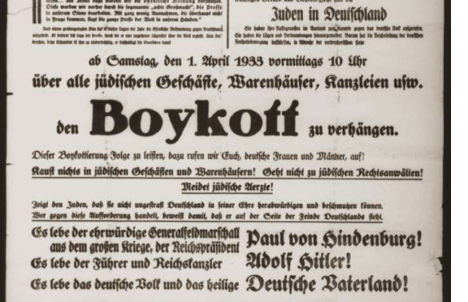 Juden in Deutschland
ab Samstag, den 1. April 1933 vormittags 10 Uhr
über alle jüdischen Geschäfte, Warenhäuser, Kanzleien usw.
den Boykott zu verhängen.
Dieser Boykottierung Folge zu leisten, dazu rufen wir Euch, deutsche Frauen und Männer, auf!
Kauft nichts in jüdischen Geschäften und Warenhäusern! Geht nicht zu jüdischen Rechtsanwälten!
Meidet jüdische Aerzte!
Zeigt den Juden, daß sie nicht ungestraft Deutschland in seiner Ehre herabwürdigen und beschmutzen können.
Wer gegen diese Aufforderung handelt, beweist damit, daß er auf der Seite der Feinde Deutschlands steht.
Es lebe der ehrwürdige Generalfeldmarschall
aus dem großen Kriege, der Reichspräsident Paul von Hindenburg!
Es lebe der Führer und Reichskanzler Adolf Hitler!
Es lebe das deutsche Volk und das heilige Deutsche Vaterland!